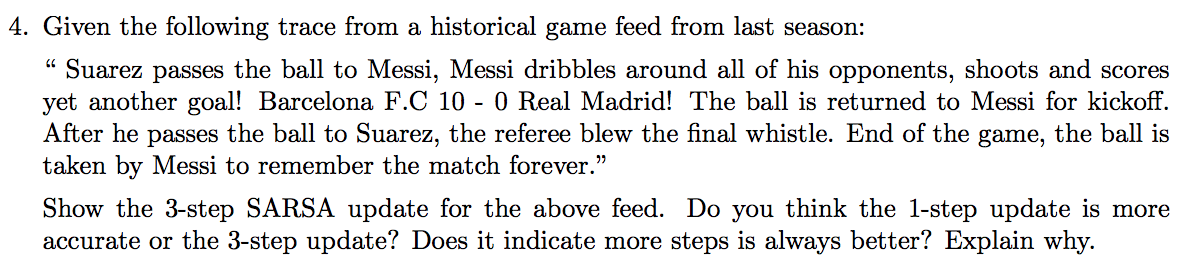 4. Given the following trace from a historical game feed from last season:
“ Suarez passes the ball to Messi, Messi dribbles around all of his opponents, shoots and scores
yet another goal! Barcelona F.C 10 - 0 Real Madrid! The ball is returned to Messi for kickoff.
After he passes the ball to Suarez, the referee blew the final whistle. End of the game, the ball is
taken by Messi to remember the match forever.”
Show the 3-step SARSA update for the above feed. Do you think the 1-step update is more
accurate or the 3-step update? Does it indicate more steps is always better? Explain why.